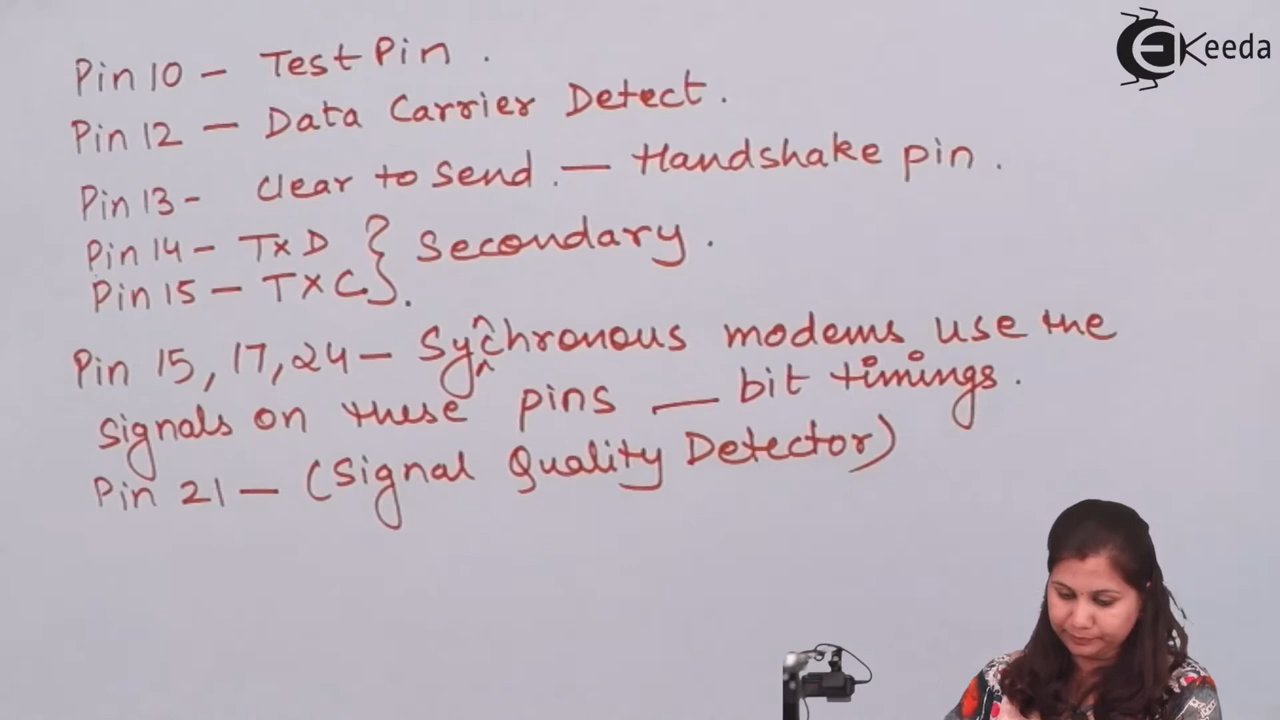 Keeda
Pin 10 - Test Pin.
Pin 12 - Data Carrier Detect.
Pin 13 - Clear to Send. - Handshake pin.
Pin 14 - TXD } Secondary.
Pin 15 - TXC.
Pin 15, 17, 24 - Sychronous modems use the
signals on these pins - bit timings.
Pin 21 - (Signal Quality Detector)